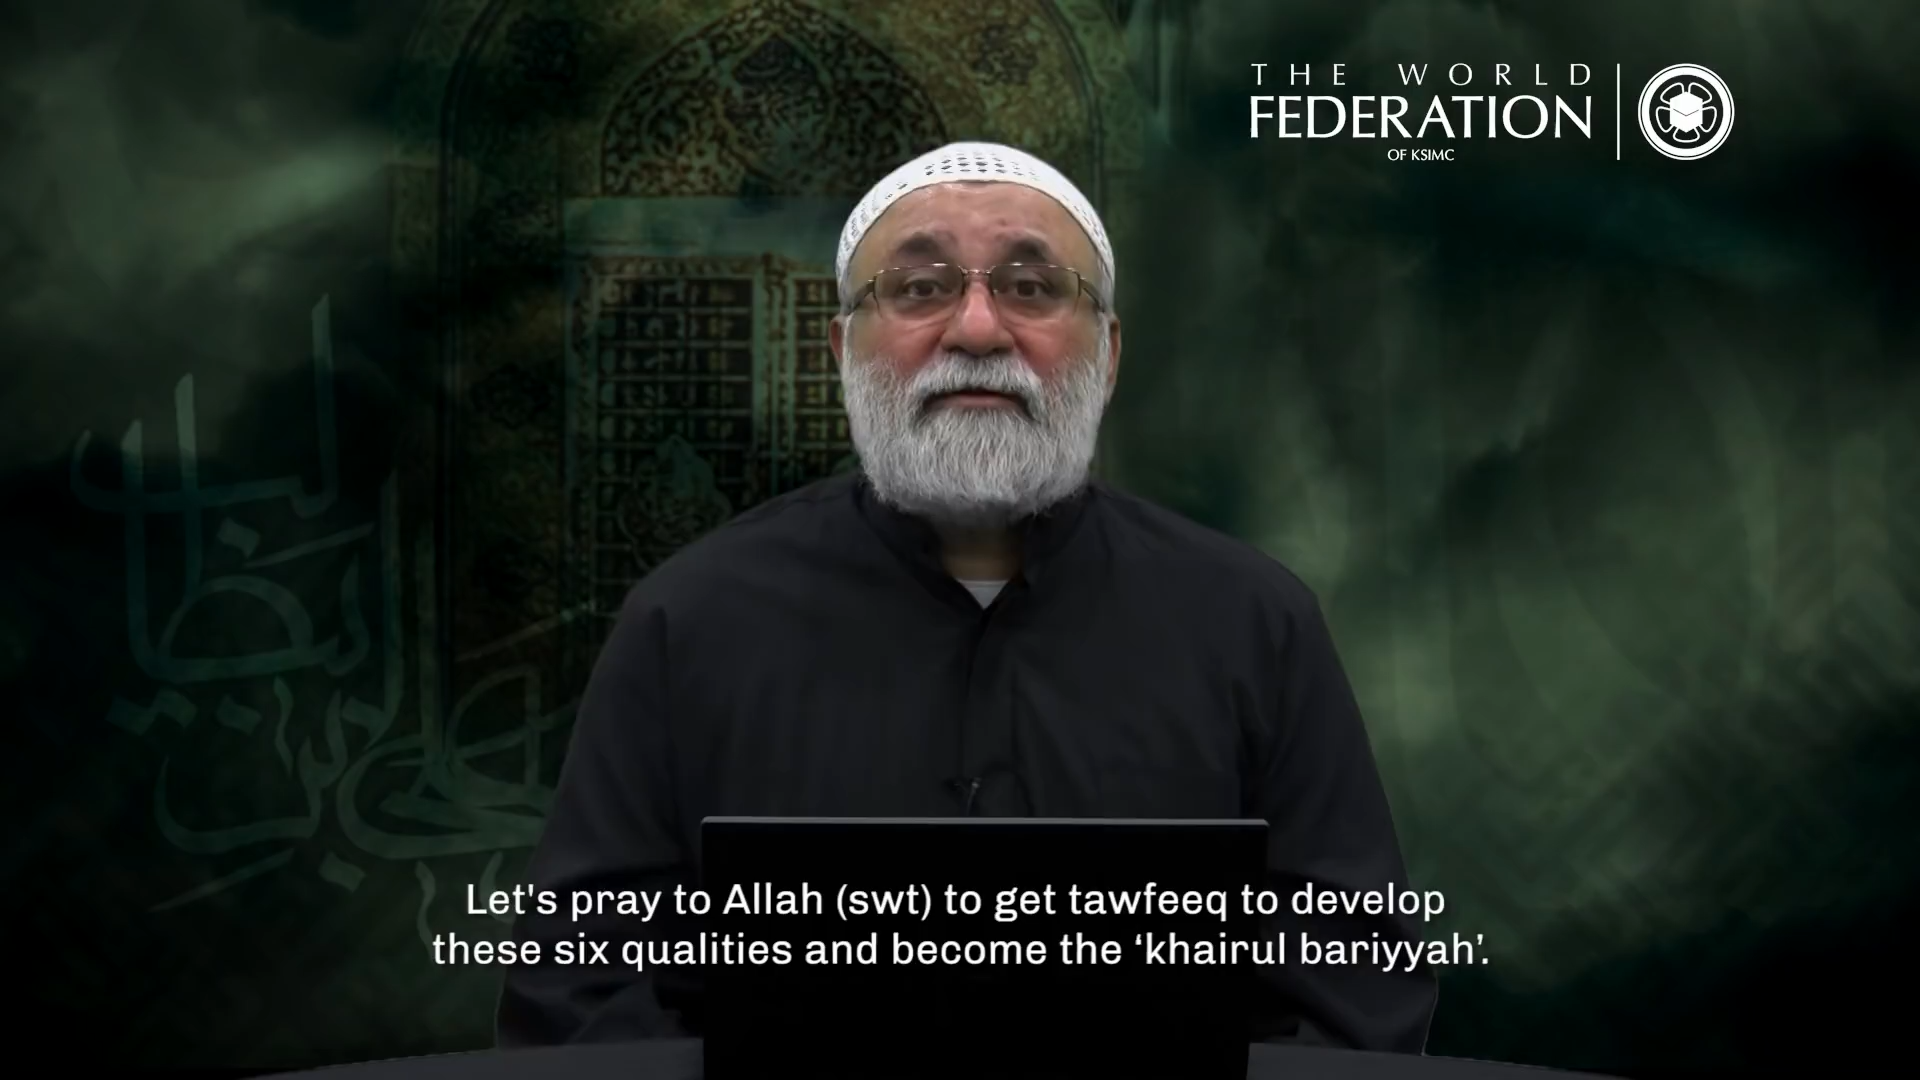 THE WORLD
FEDERATION
OF KSIMC
Let's pray to Allah (swt) to get tawfeeq to develop
these six qualities and become the ‘khairul bariyyah’.